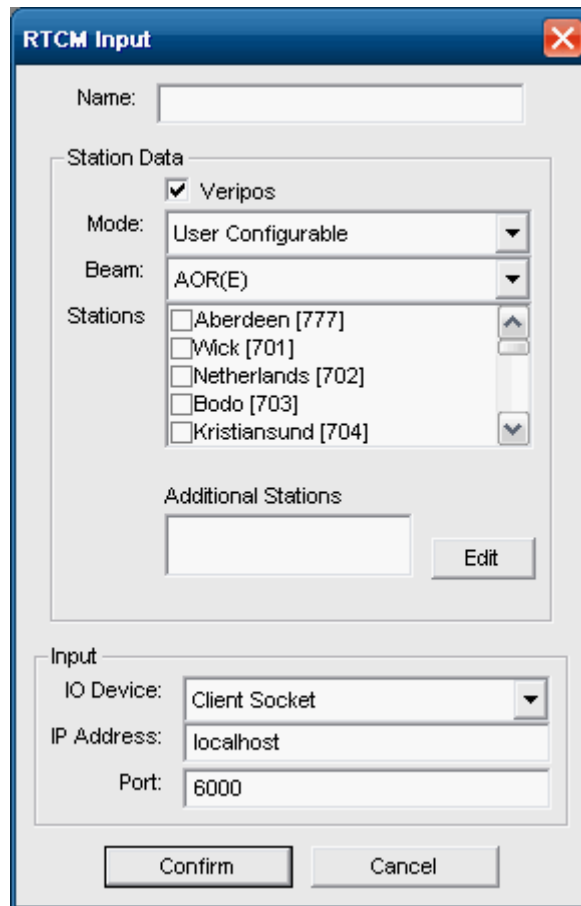 RTCM Input
Name:
Station Data
Veripos
Mode: User Configurable
Beam: AOR(E)
Stations Aberdeen [777]
Wick [701]
Netherlands [702]
Bodo [703]
Kristiansund [704]
Additional Stations
Edit
Input
IO Device: Client Socket
IP Address: localhost
Port: 6000
Confirm Cancel